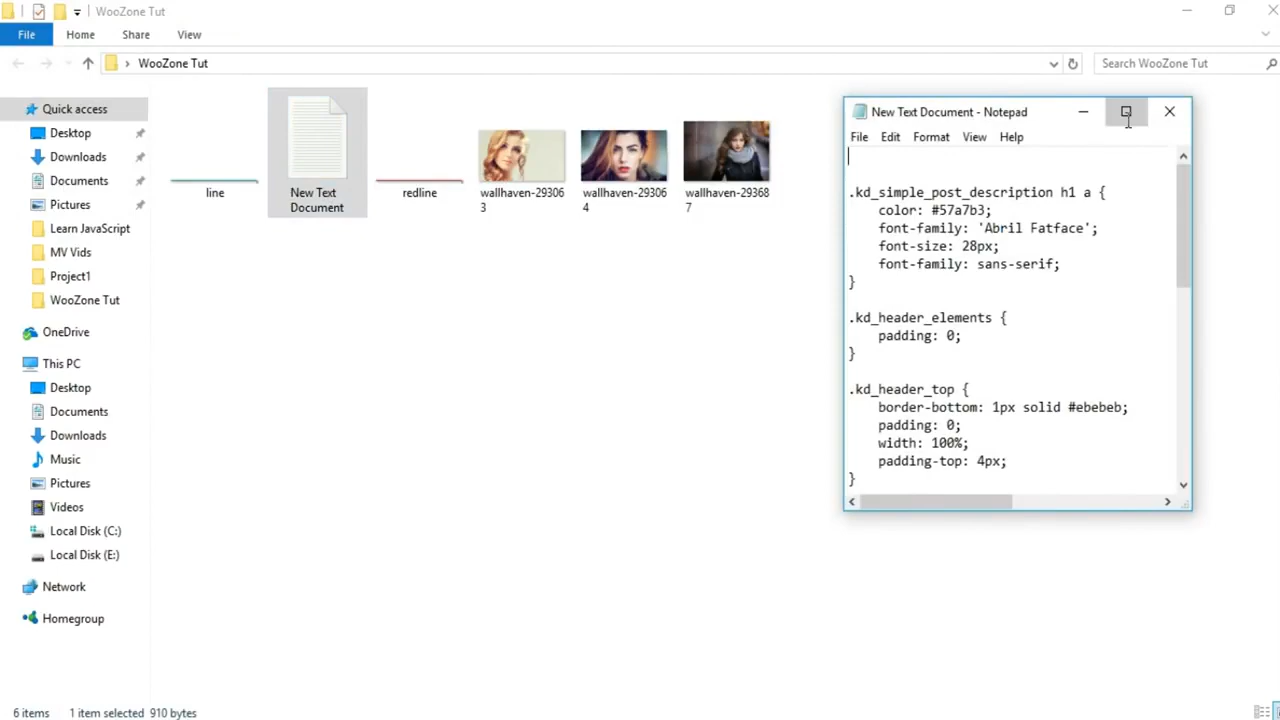 WooZone Tut
File Home Share View
WooZone Tut
Search WooZone Tut
Quick access
Desktop
Downloads
Documents
Pictures
Learn JavaScript
MV Vids
Project1
WooZone Tut
OneDrive
This PC
Desktop
Documents
Downloads
Music
Pictures
Videos
Local Disk (C:)
Local Disk (E:)
Network
Homegroup
line
New Text
Document
redline
wallhaven-29306
3
wallhaven-29306
4
wallhaven-29368
7
New Text Document - Notepad
File Edit Format View Help
.kd_simple_post_description h1 a {
color: #57a7b3;
font-family: 'Abril Fatface';
font-size: 28px;
font-family: sans-serif;
}
.kd_header_elements {
padding: 0;
}
.kd_header_top {
border-bottom: 1px solid #ebebeb;
padding: 0;
width: 100%;
padding-top: 4px;
}
6 items 1 item selected 910 bytes